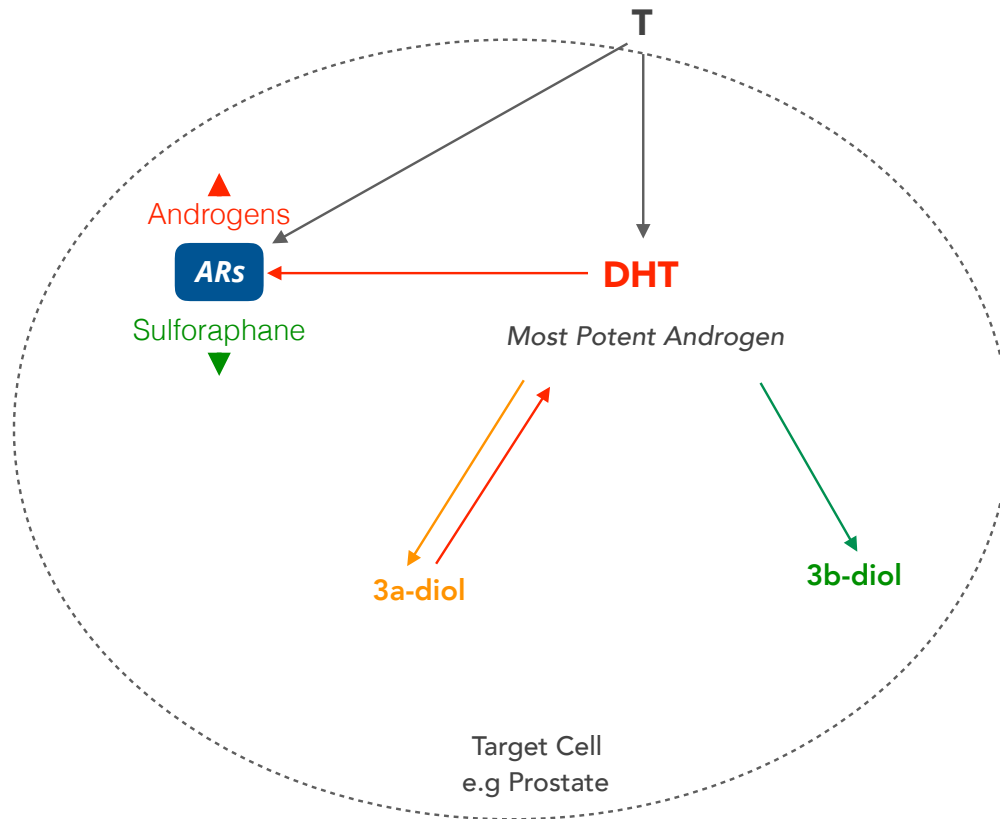 T
Androgens
ARs
Sulforaphane
DHT
Most Potent Androgen
3a-diol
3b-diol
Target Cell
e.g Prostate